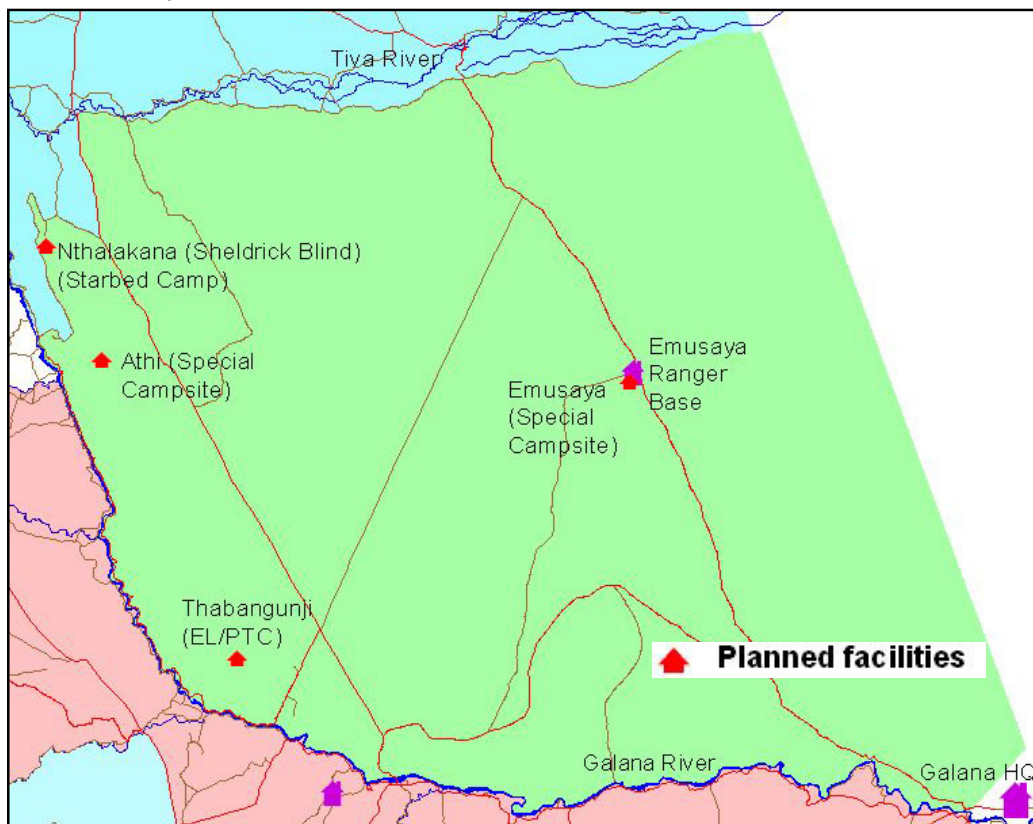 Tiva River
Nthalakana (Sheldrick Blind)
(Starbed Camp)
Athi (Special
Campsite)
Emusaya
Ranger
Base
Emusaya
(Special
Campsite)
Thabangunji
(EL/PTC)
Planned facilities
Galana River
Galana HQ